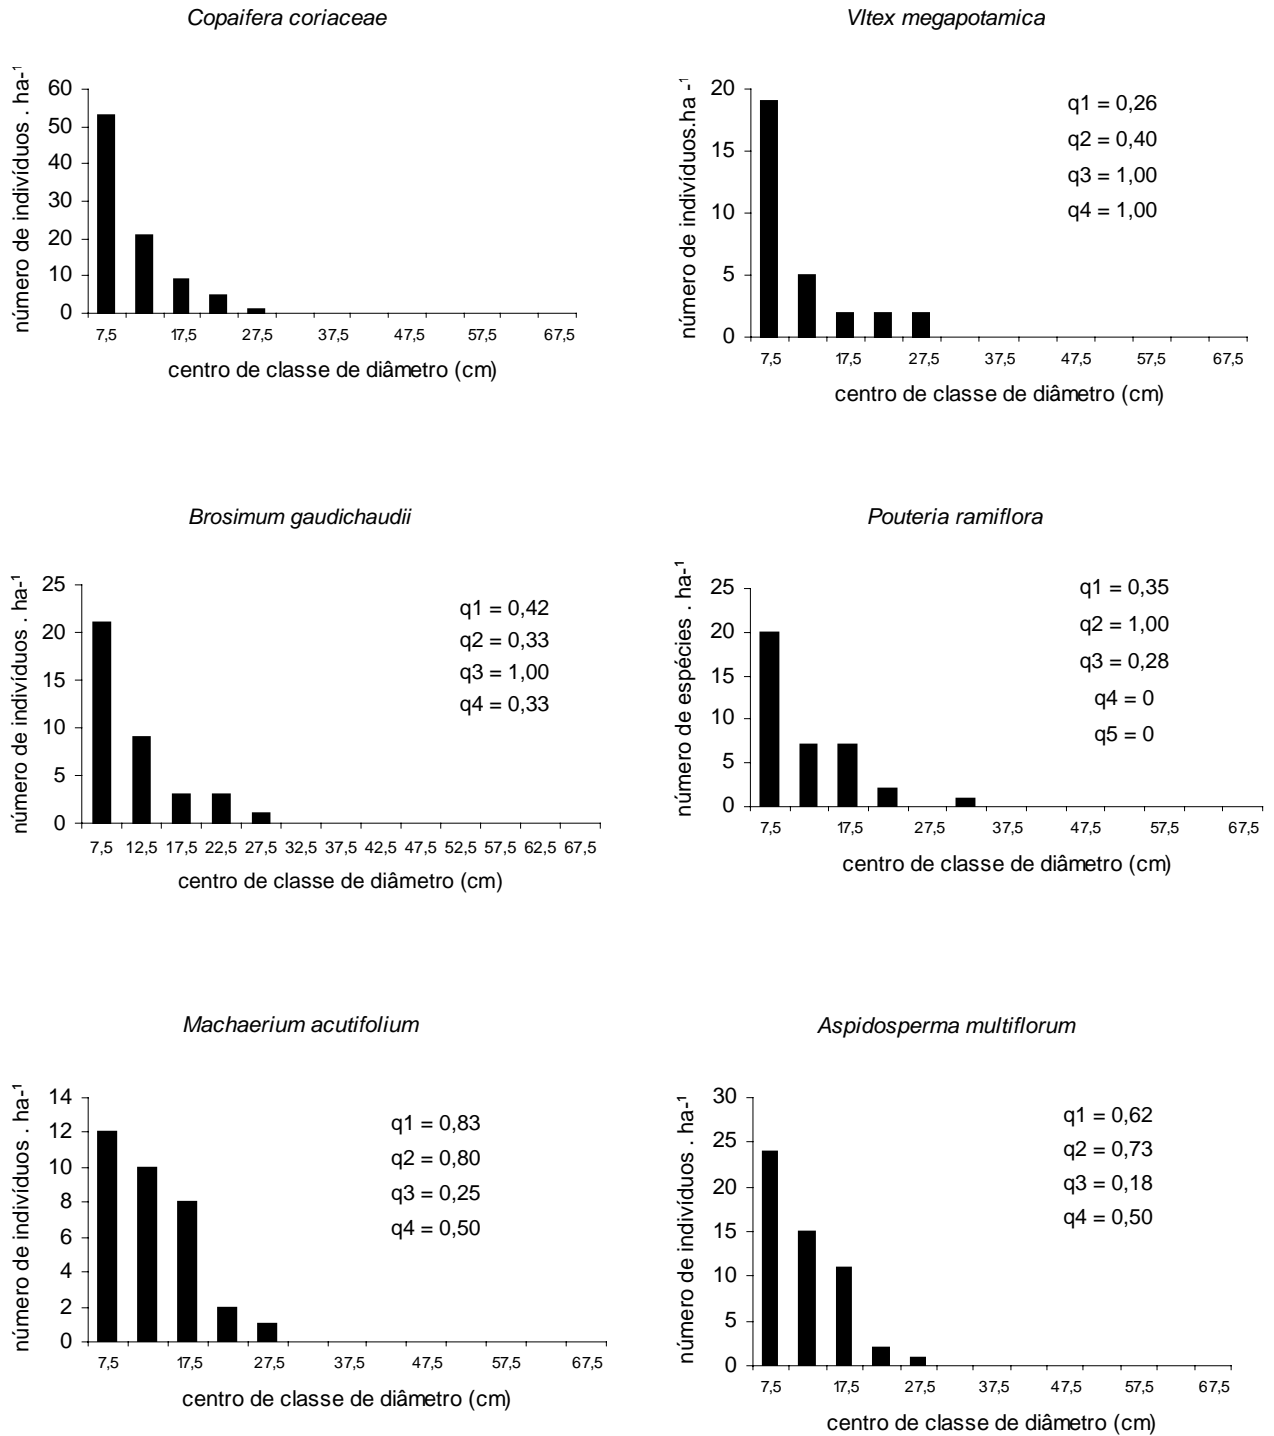 Copaifera coriaceae
número de indivíduos . ha-¹
60
50
40
30
20
10
0
7,5 17,5 27,5 37,5 47,5 57,5 67,5
centro de classe de diâmetro (cm)
VItex megapotamica
número de indivíduos.ha -¹
20
15
10
5
0
q1 = 0,26
q2 = 0,40
q3 = 1,00
q4 = 1,00
7,5 17,5 27,5 37,5 47,5 57,5 67,5
centro de classe de diâmetro (cm)
Brosimum gaudichaudii
número de indivíduos . ha-¹
25
20
15
10
5
0
q1 = 0,42
q2 = 0,33
q3 = 1,00
q4 = 0,33
7,5 12,5 17,5 22,5 27,5 32,5 37,5 42,5 47,5 52,5 57,5 62,5 67,5
centro de classe de diâmetro (cm)
Pouteria ramiflora
número de espécies . ha-¹
25
20
15
10
5
0
q1 = 0,35
q2 = 1,00
q3 = 0,28
q4 = 0
q5 = 0
7,5 17,5 27,5 37,5 47,5 57,5 67,5
centro de classe de diâmetro (cm)
Machaerium acutifolium
número de indivíduos . ha-¹
14
12
10
8
6
4
2
0
q1 = 0,83
q2 = 0,80
q3 = 0,25
q4 = 0,50
7,5 17,5 27,5 37,5 47,5 57,5 67,5
centro de classe de diâmetro (cm)
Aspidosperma multiflorum
número de indivíduos . ha-¹
30
25
20
15
10
5
0
q1 = 0,62
q2 = 0,73
q3 = 0,18
q4 = 0,50
7,5 17,5 27,5 37,5 47,5 57,5 67,5
centro de classe de diâmetro (cm)